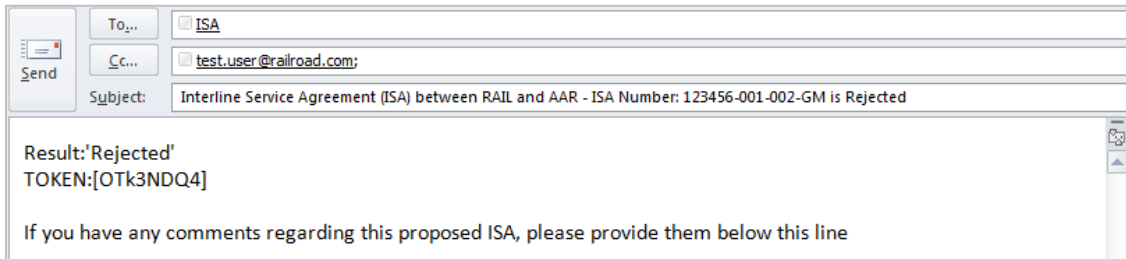 To... ISA
Send
Cc... test.user@railroad.com;
Subject: Interline Service Agreement (ISA) between RAIL and AAR - ISA Number: 123456-001-002-GM is Rejected
Result:'Rejected'
TOKEN:[OTk3NDQ4]
If you have any comments regarding this proposed ISA, please provide them below this line